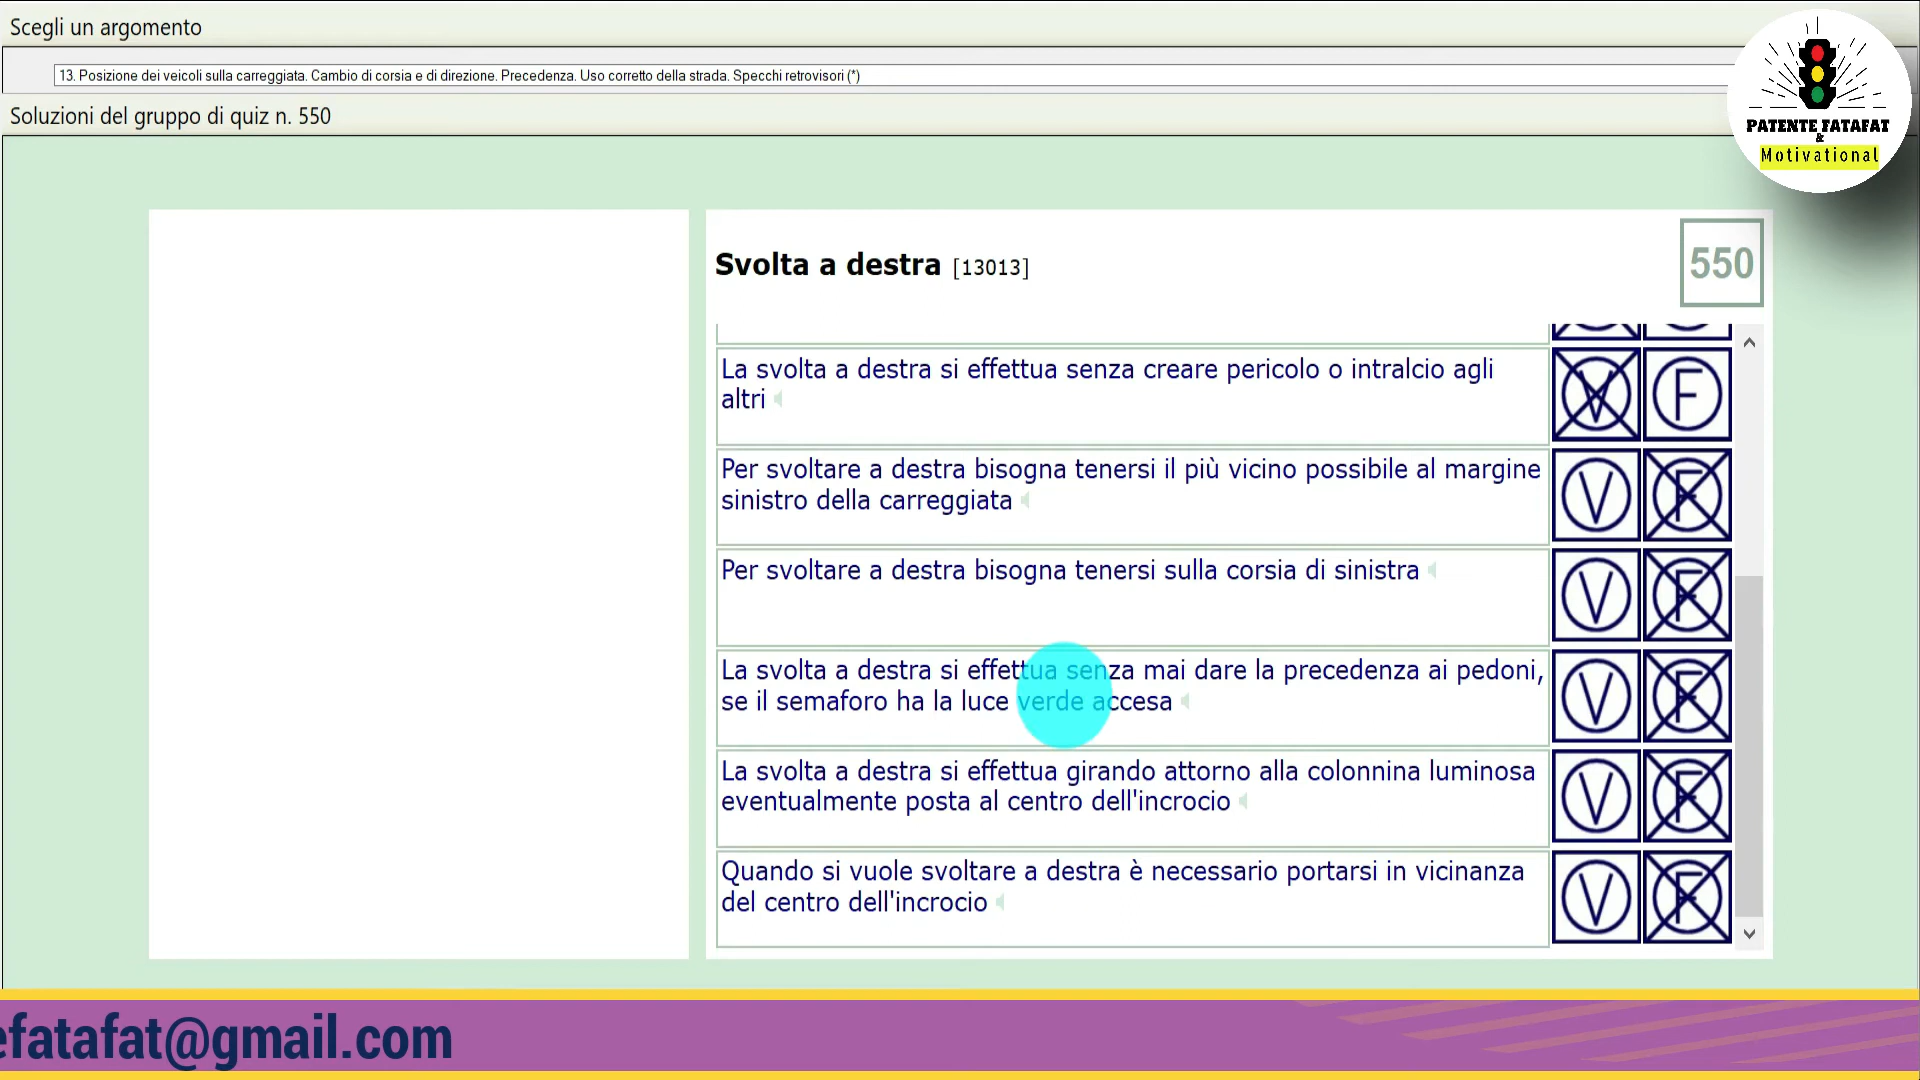 Scegli un argomento
13. Posizione dei veicoli sulla carreggiata. Cambio di corsia e di direzione. Precedenza. Uso corretto della strada. Specchi retrovisori (*)
Soluzioni del gruppo di quiz n. 550
PATENTE FATAFAT
&
Motivational
Svolta a destra [13013]
550
La svolta a destra si effettua senza creare pericolo o intralcio agli
altri
V F
Per svoltare a destra bisogna tenersi il più vicino possibile al margine
sinistro della carreggiata
V F
Per svoltare a destra bisogna tenersi sulla corsia di sinistra
V F
La svolta a destra si effettua senza mai dare la precedenza ai pedoni,
se il semaforo ha la luce verde accesa
V F
La svolta a destra si effettua girando attorno alla colonnina luminosa
eventualmente posta al centro dell'incrocio
V F
Quando si vuole svoltare a destra è necessario portarsi in vicinanza
del centro dell'incrocio
V F
efatafat@gmail.com